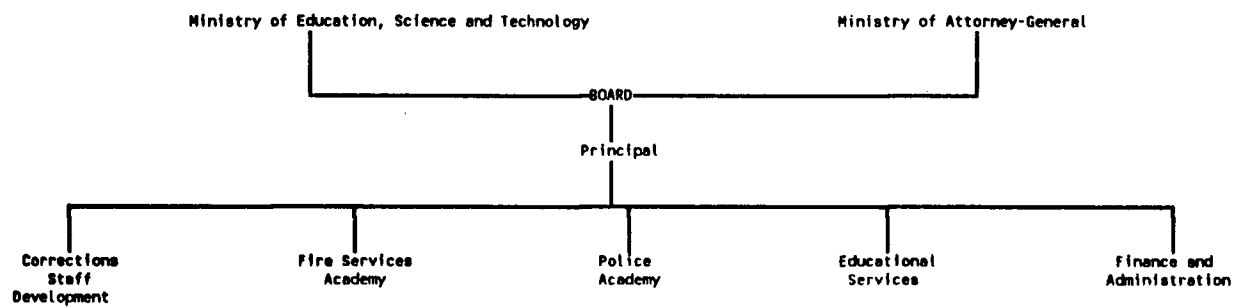 Ministry of Education, Science and Technology
Ministry of Attorney-General
BOARD
Principal
Corrections
Staff
Development
Fire Services
Academy
Police
Academy
Educational
Services
Finance and
Administration